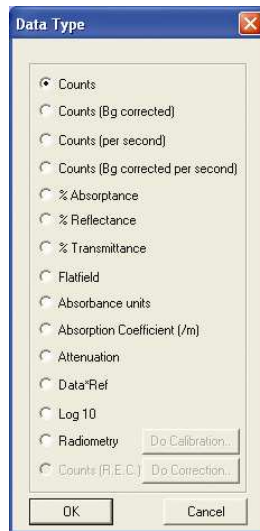 Data Type
Counts
Counts (Bg corrected)
Counts (per second)
Counts (Bg corrected per second)
% Absorptance
% Reflectance
% Transmittance
Flatfield
Absorbance units
Absorption Coefficient (/m)
Attenuation
Data*Ref
Log 10
Radiometry Do Calibration..
Counts (R.E.C.) Do Correction..
OK Cancel